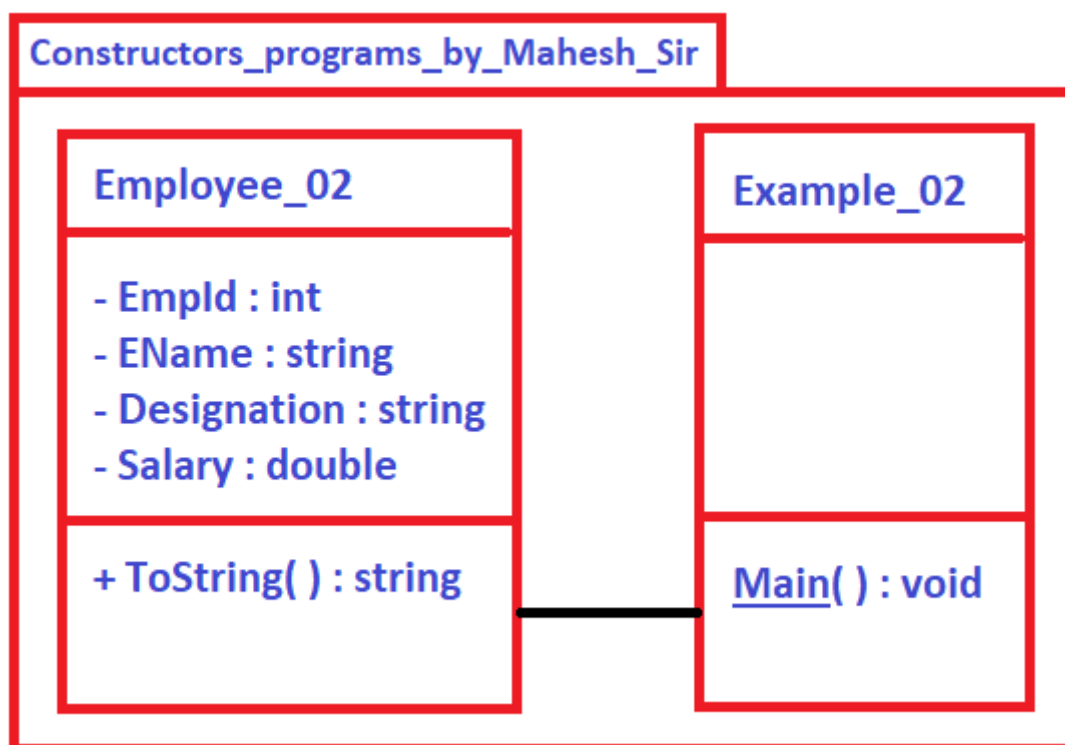 Constructors_programs_by_Mahesh_Sir
Employee_02
- EmpId : int
- EName : string
- Designation : string
- Salary : double
+ ToString( ) : string
Example_02
Main( ) : void